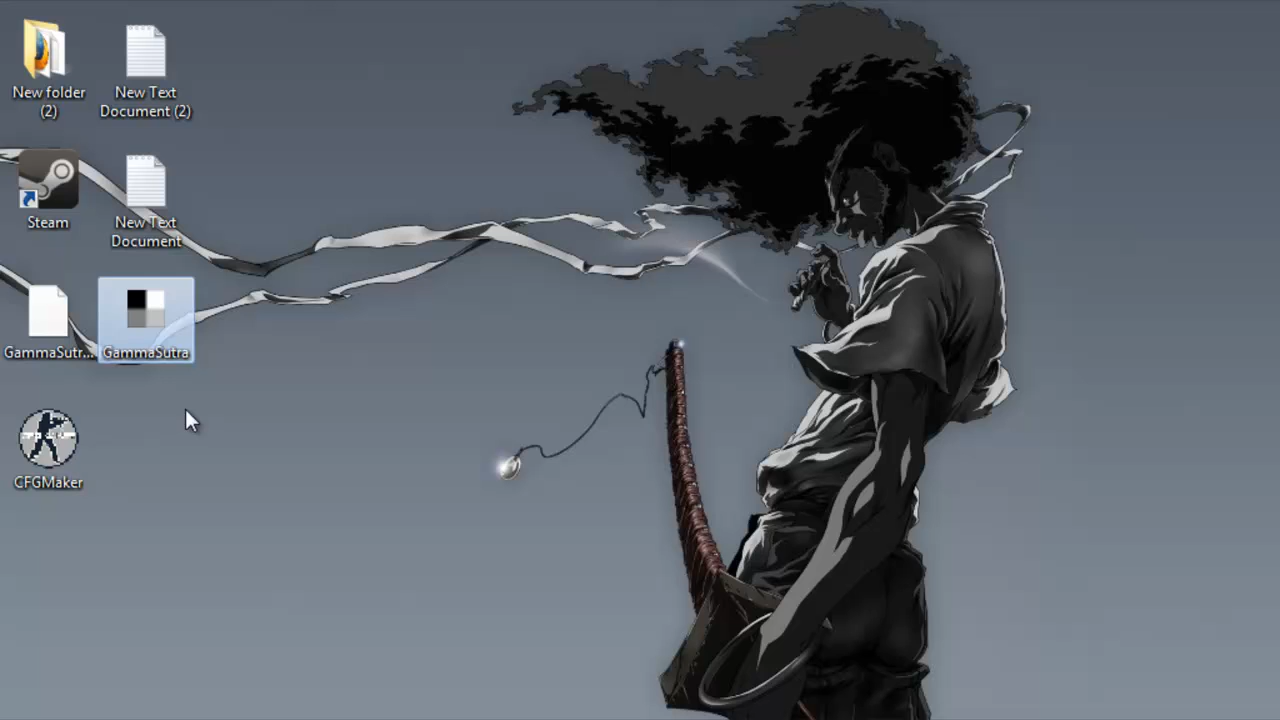 New folder
(2)
New Text
Document (2)
Steam
New Text
Document
GammaSutr...
GammaSutra
CFGMaker